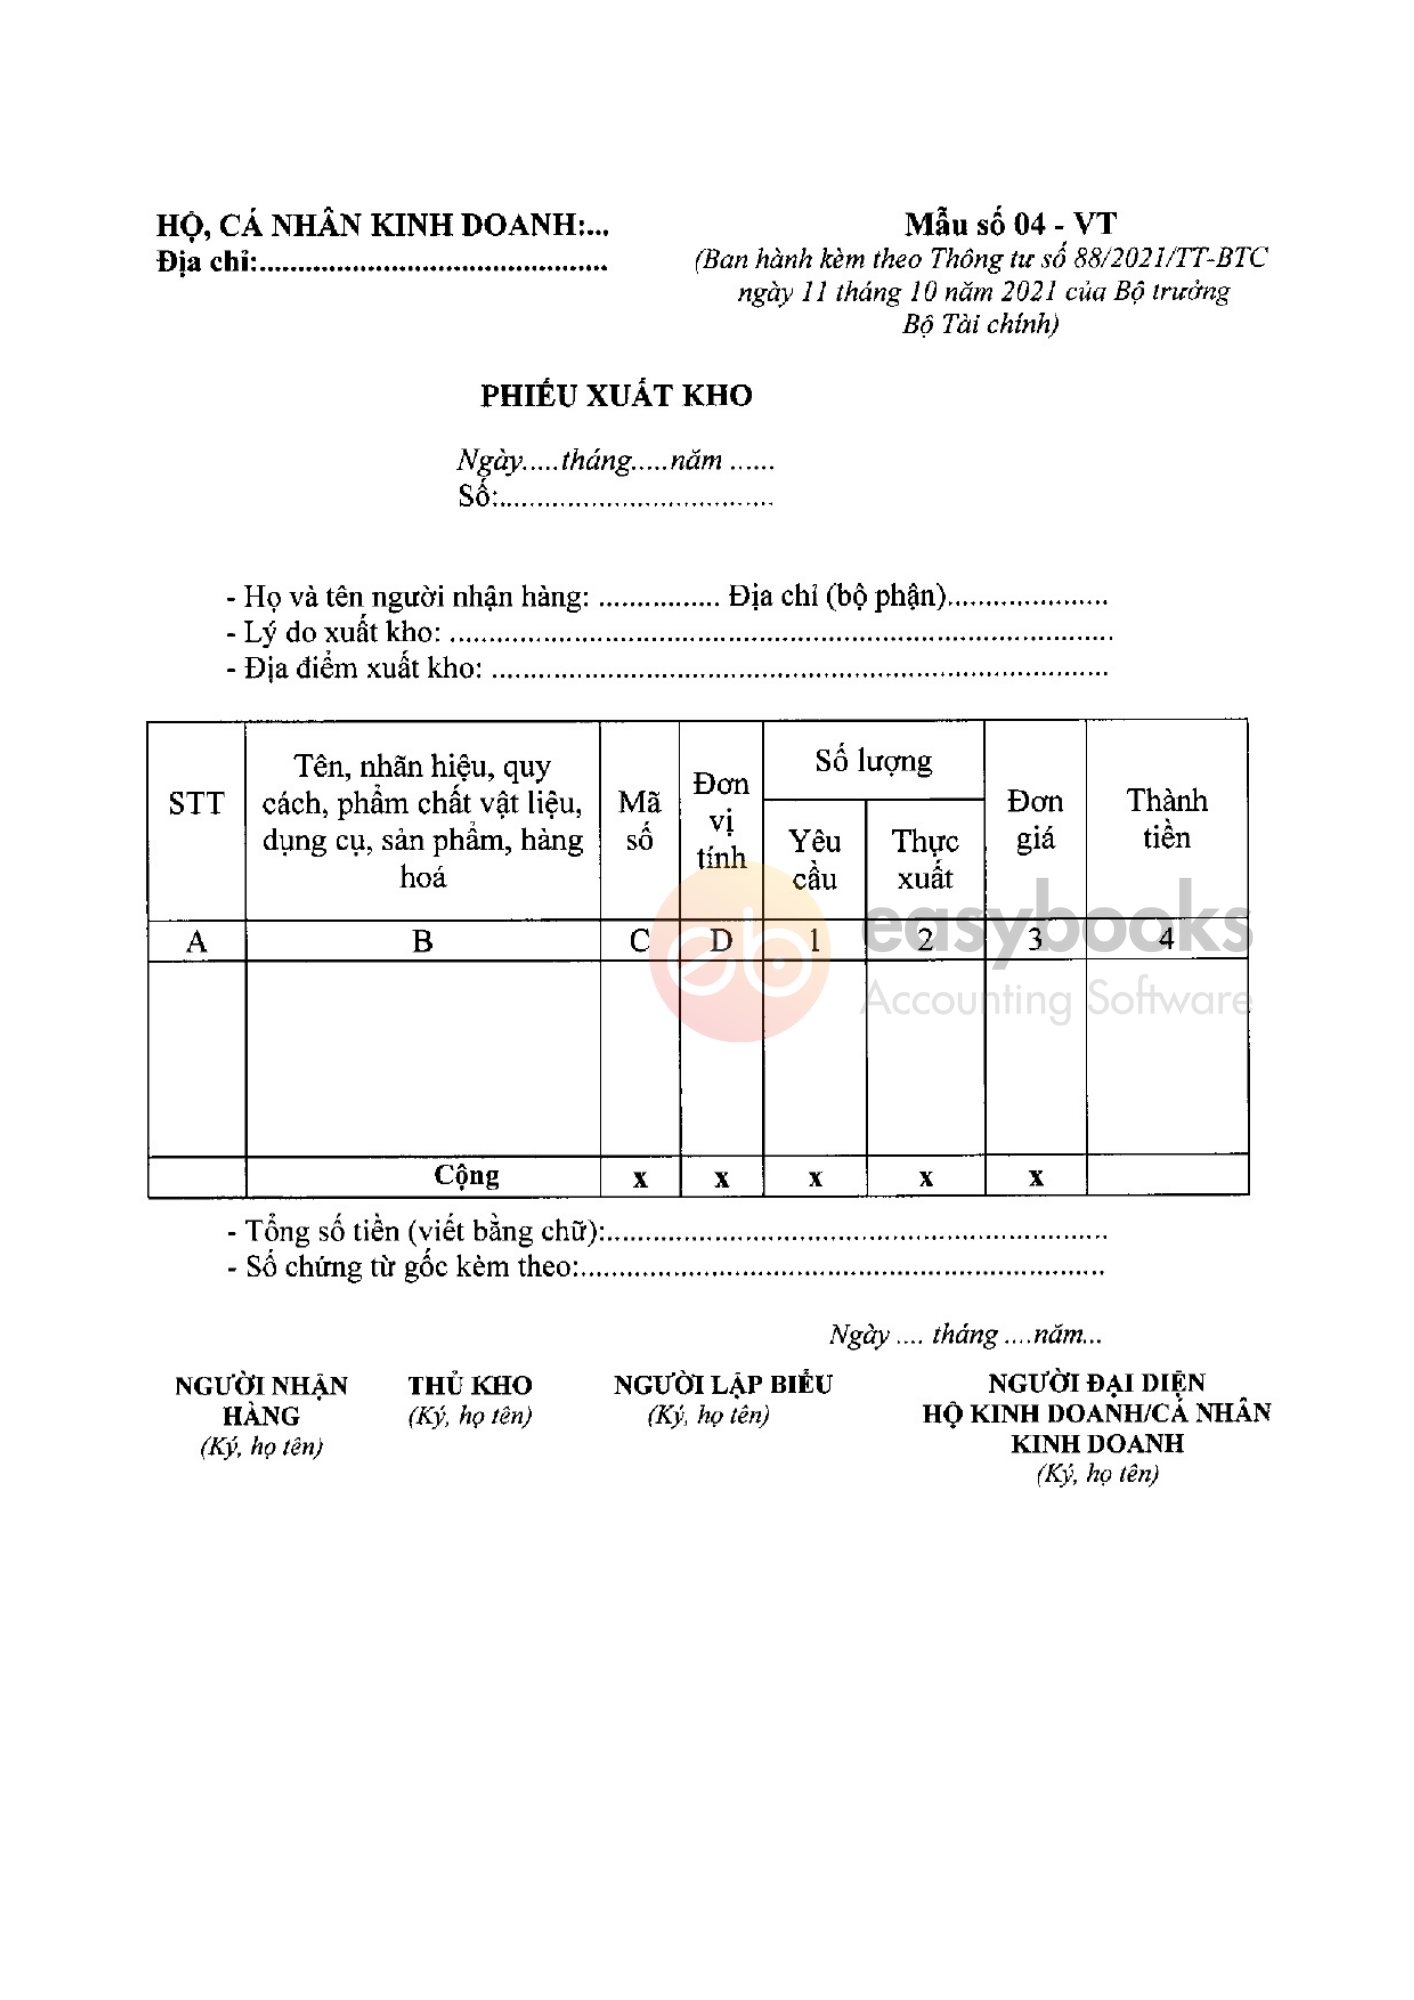 HỘ, CÁ NHÂN KINH DOANH:...
Địa chỉ:.............................................
Mẫu số 04 - VT
(Ban hành kèm theo Thông tư số 88/2021/TT-BTC
ngày 11 tháng 10 năm 2021 của Bộ trưởng
Bộ Tài chính)
PHIẾU XUẤT KHO
Ngày.....tháng.....năm ......
Số:...................................
- Họ và tên người nhận hàng: ................ Địa chỉ (bộ phận).....................
- Lý do xuất kho: .......................................................................................
- Địa điểm xuất kho: .................................................................................
STT
Tên, nhãn hiệu, quy
cách, phẩm chất vật liệu,
dụng cụ, sản phẩm, hàng
hoá
Mã
số
Đơn
vị
tính
Số lượng
Yêu
cầu
Thực
xuất
Đơn
giá
Thành
tiền
A B C D 1 2 3 4
eb easybooks
Accounting Software
Cộng x x x x x
- Tổng số tiền (viết bằng chữ):..................................................................
- Số chứng từ gốc kèm theo:.....................................................................
Ngày .... tháng ....năm...
NGƯỜI NHẬN
HÀNG
(Ký, họ tên)
THỦ KHO
(Ký, họ tên)
NGƯỜI LẬP BIỂU
(Ký, họ tên)
NGƯỜI ĐẠI DIỆN
HỘ KINH DOANH/CÁ NHÂN
KINH DOANH
(Ký, họ tên)